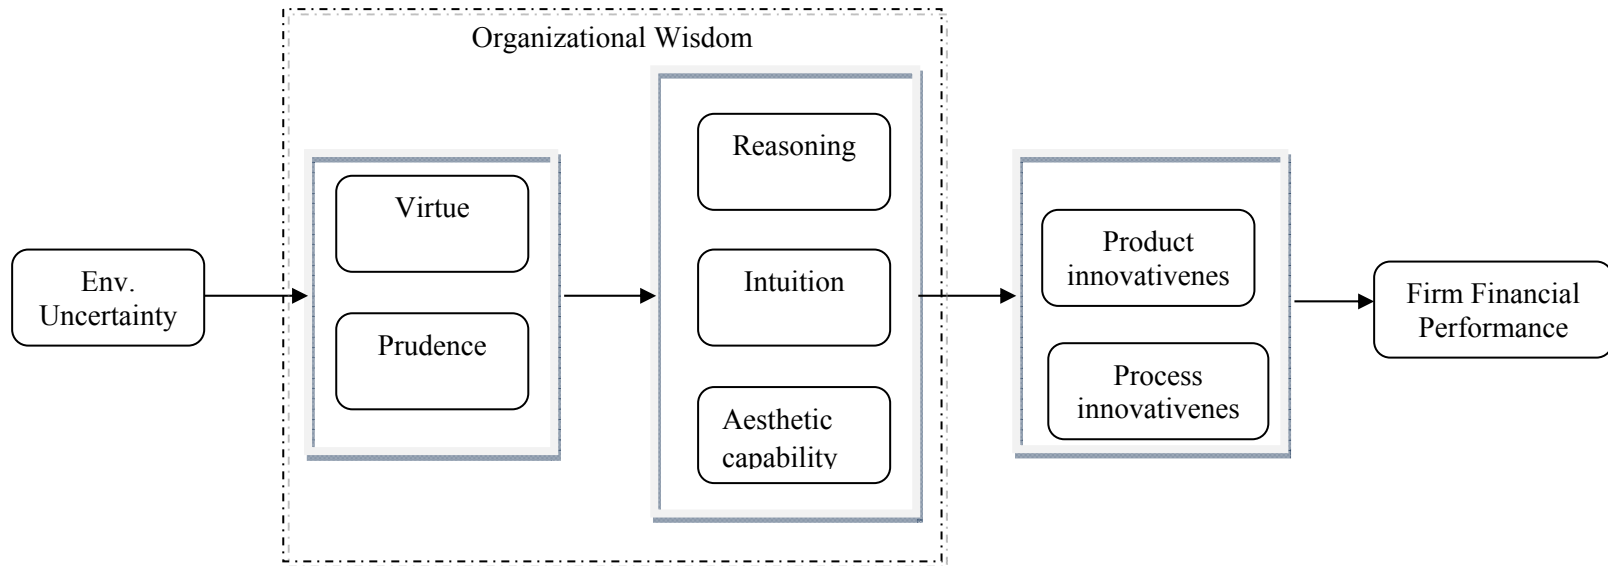 Organizational Wisdom
Env.
Uncertainty
Virtue
Prudence
Reasoning
Intuition
Aesthetic
capability
Product
innovativenes
Process
innovativenes
Firm Financial
Performance